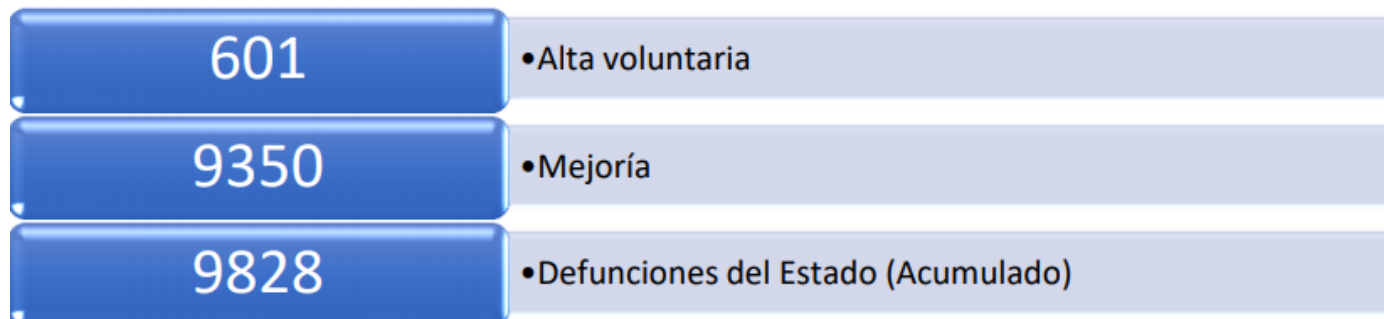 601
•Alta voluntaria
9350
•Mejoría
9828
•Defunciones del Estado (Acumulado)